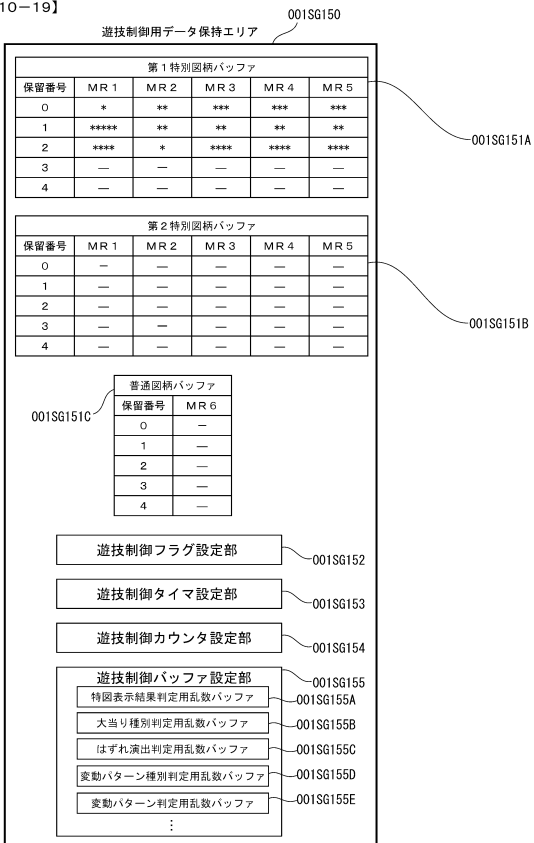 10-19】
001SG150
遊技制御用データ保持エリア
第1特別図柄バッファ
保留番号 MR1 MR2 MR3 MR4 MR5
0 * ** *** *** ***
1 ***** ** ** ** **
2 **** * **** **** ****
3 — — — — —
4 — — — — —
001SG151A
第2特別図柄バッファ
保留番号 MR1 MR2 MR3 MR4 MR5
0 — — — — —
1 — — — — —
2 — — — — —
3 — — — — —
4 — — — — —
001SG151B
普通図柄バッファ
保留番号 MR6
0 —
1 —
2 —
3 —
4 —
001SG151C
遊技制御フラグ設定部 001SG152
遊技制御タイマ設定部 001SG153
遊技制御カウンタ設定部 001SG154
遊技制御バッファ設定部 001SG155
特図表示結果判定用乱数バッファ 001SG155A
大当り種別判定用乱数バッファ 001SG155B
はずれ演出判定用乱数バッファ 001SG155C
変動パターン種別判定用乱数バッファ 001SG155D
変動パターン判定用乱数バッファ 001SG155E
⋮